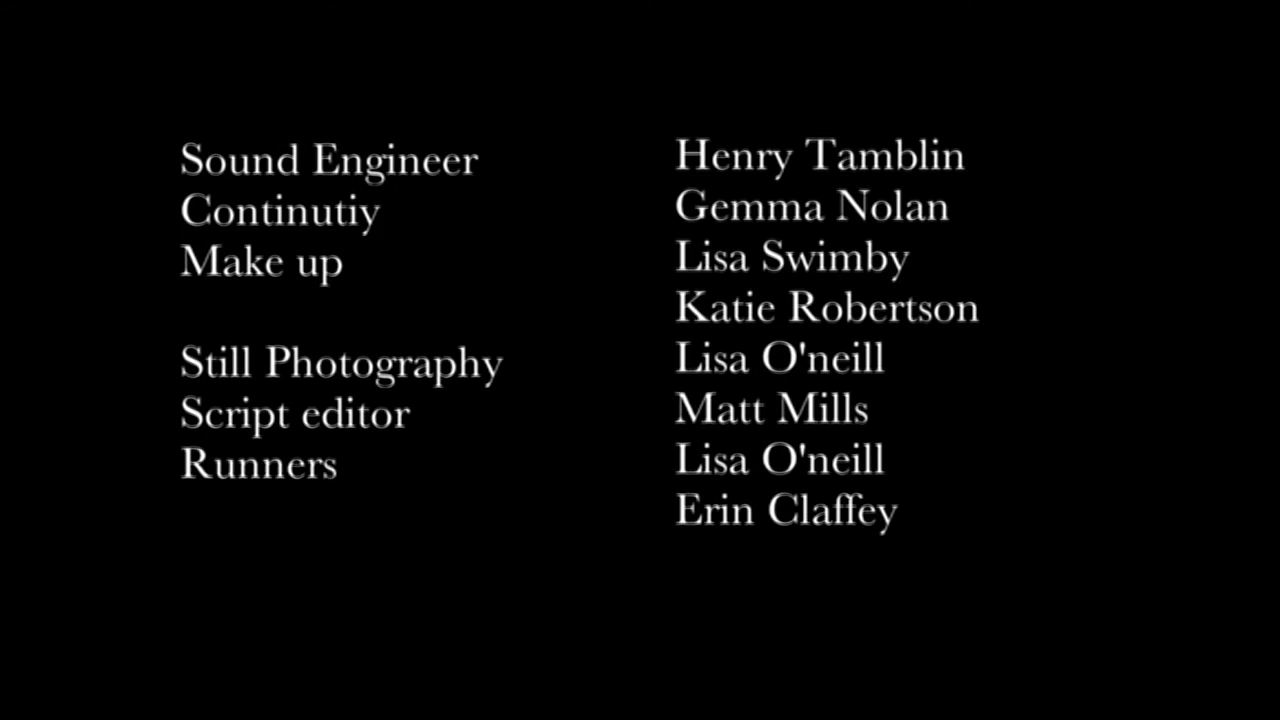 Sound Engineer Henry Tamblin
Continutiy Gemma Nolan
Make up Lisa Swimby
Katie Robertson
Still Photography Lisa O'neill
Script editor Matt Mills
Runners Lisa O'neill
Erin Claffey